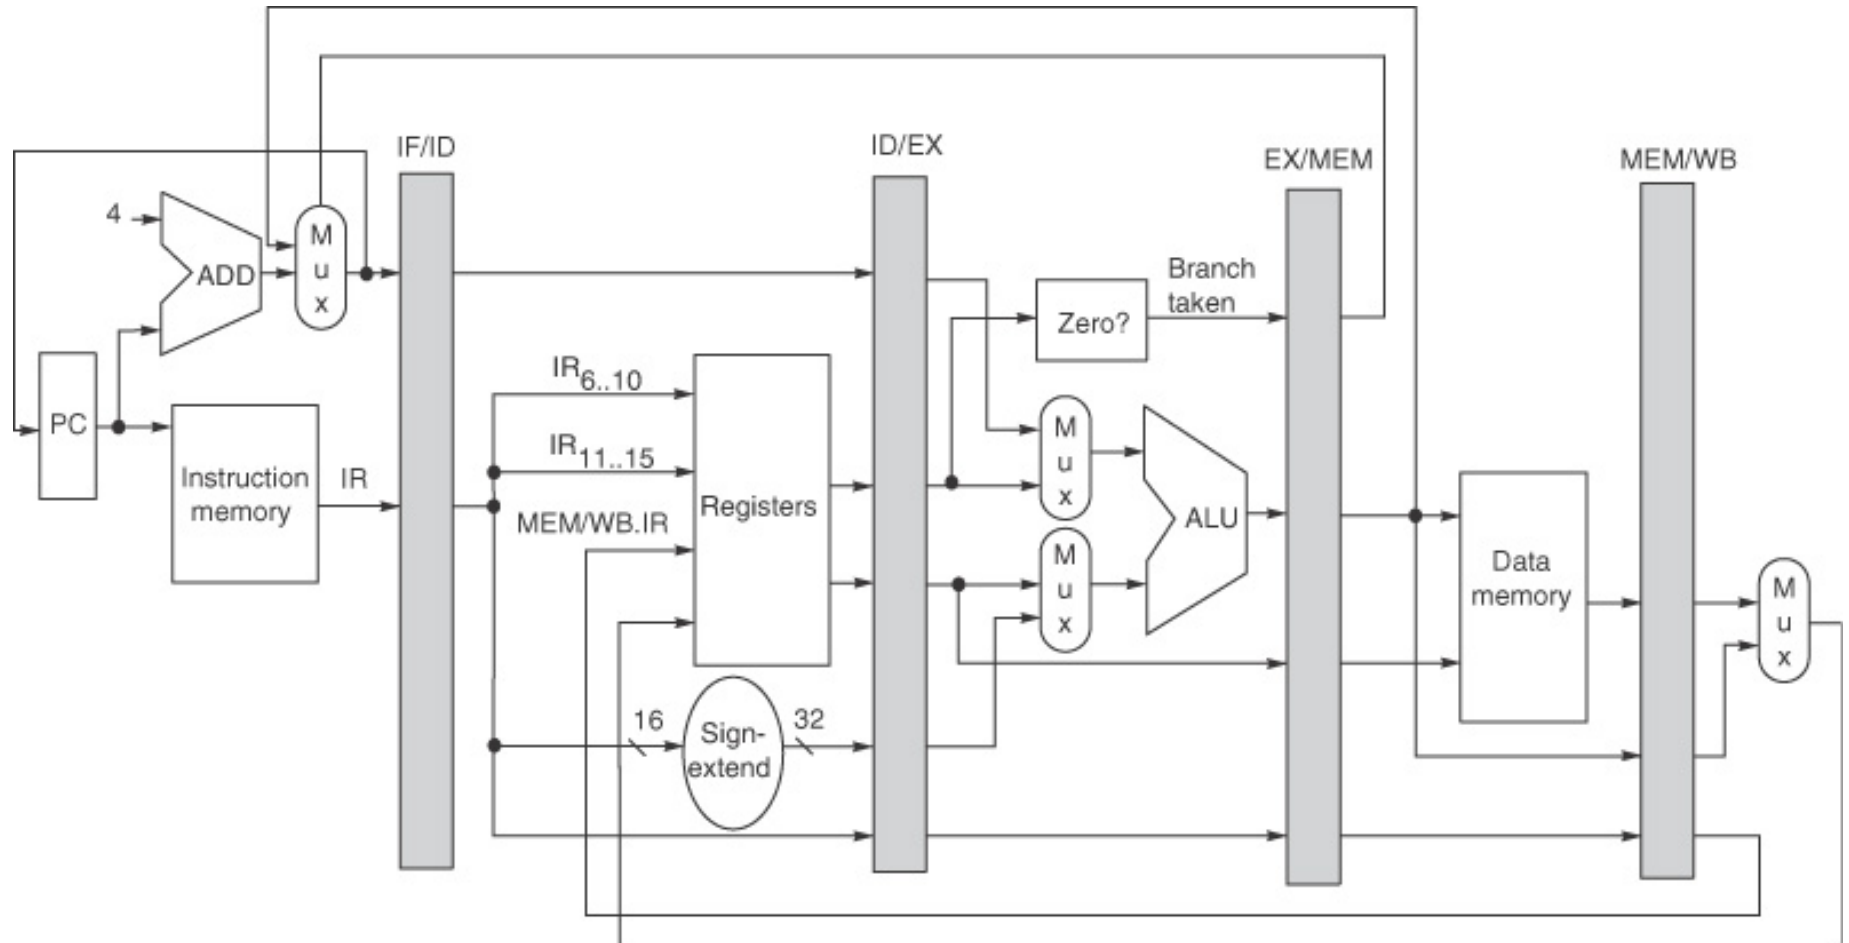 IF/ID
ID/EX
EX/MEM
MEM/WB
4
ADD
M
u
x
PC
Instruction
memory
IR
IR6..10
IR11..15
MEM/WB.IR
Registers
16
Sign-
extend
32
Zero?
Branch
taken
M
u
x
M
u
x
ALU
Data
memory
M
u
x